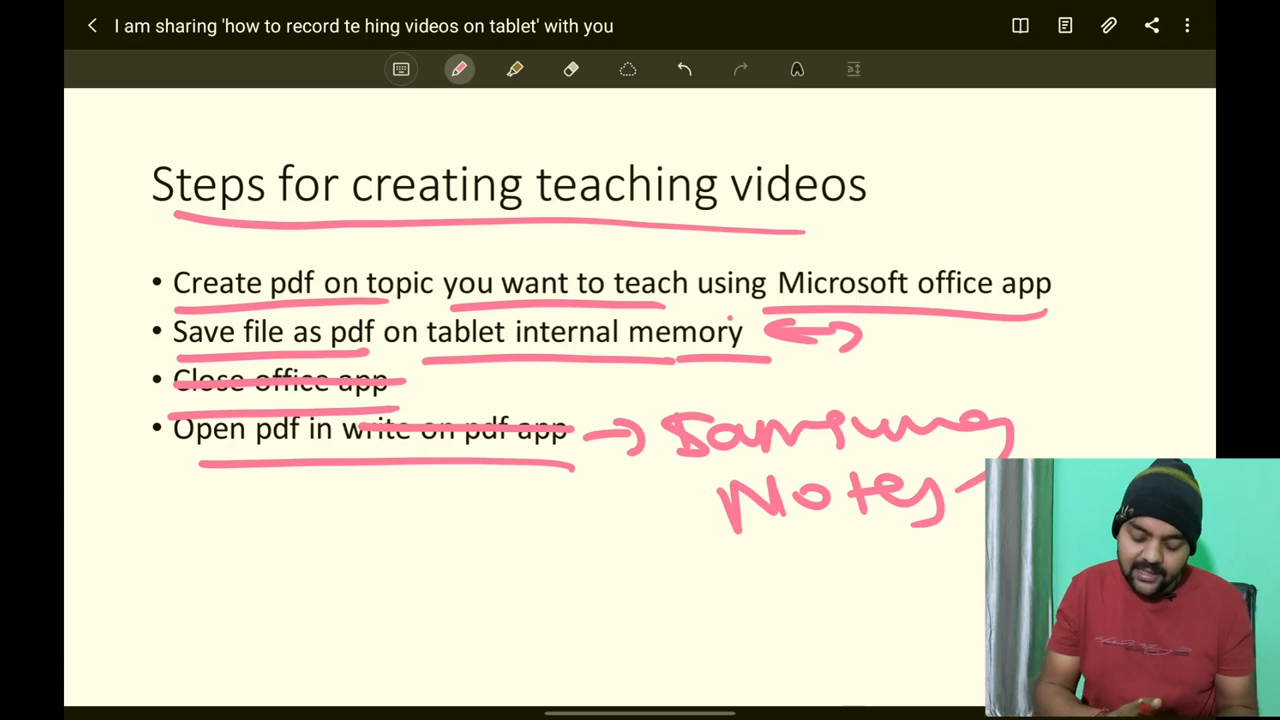 I am sharing 'how to record te hing videos on tablet' with you
Steps for creating teaching videos
• Create pdf on topic you want to teach using Microsoft office app
• Save file as pdf on tablet internal memory
• Close office app
• Open pdf in write on pdf app → Samsung
Notes